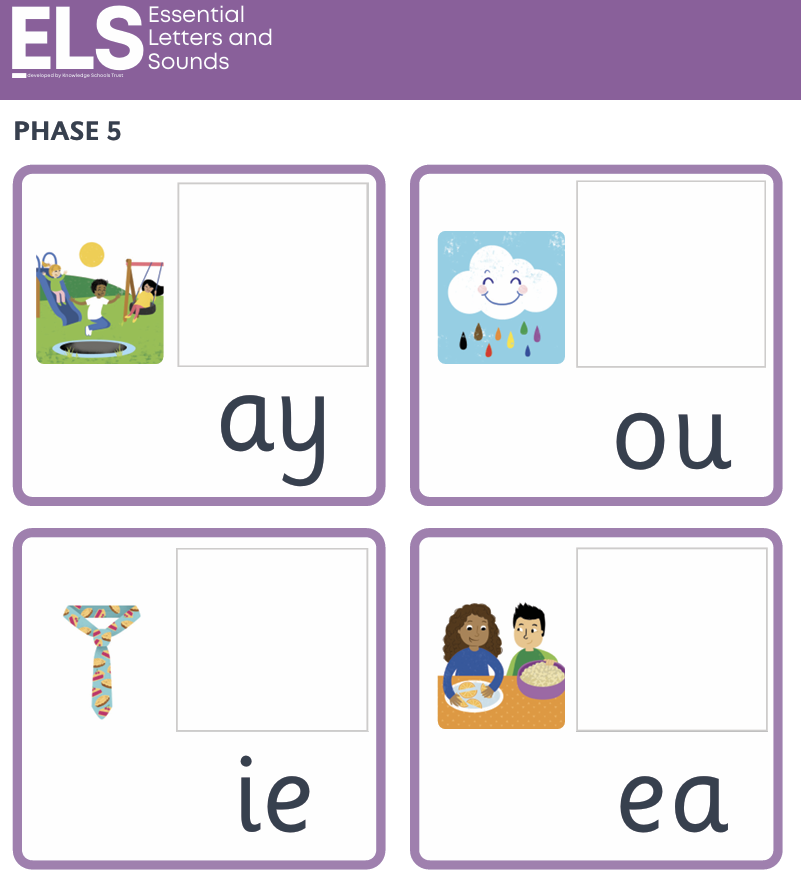 ELS
Essential
Letters and
Sounds
developed by Knowledge Schools Trust
PHASE 5
ay
ou
ie
ea